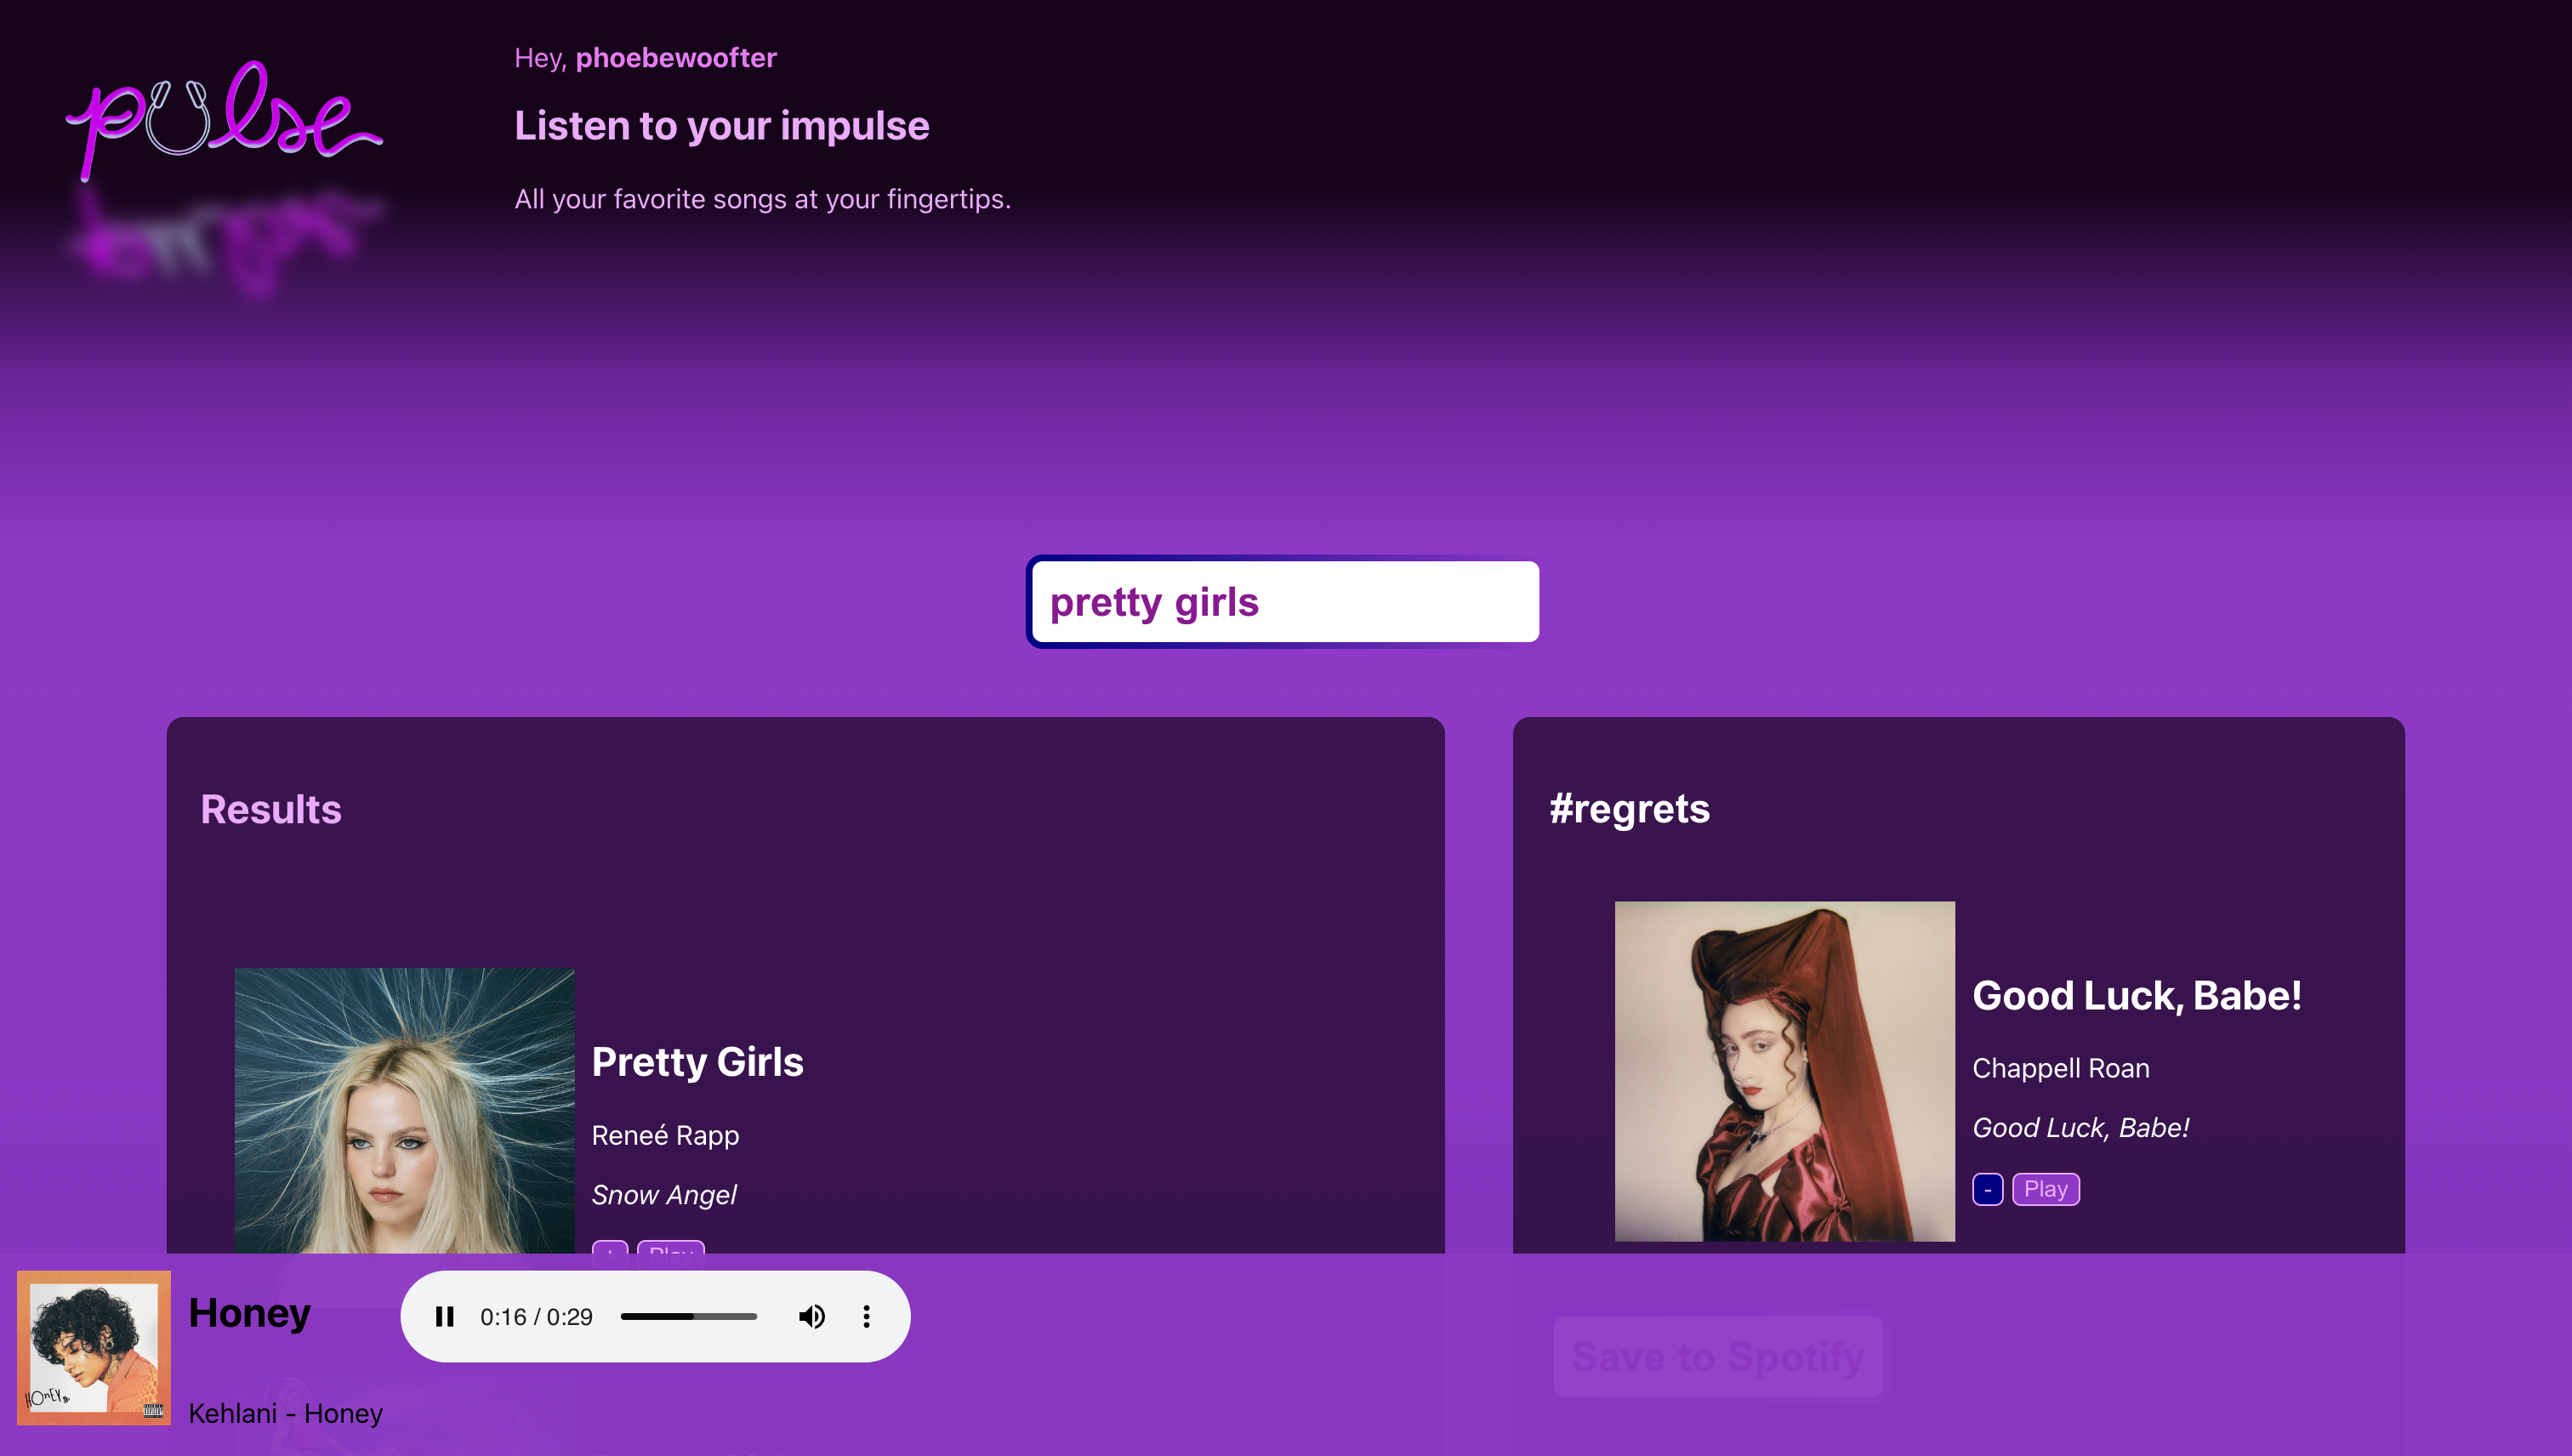 pulse
Hey, phoebewoofter
Listen to your impulse
All your favorite songs at your fingertips.
pretty girls
Results
Pretty Girls
Reneé Rapp
Snow Angel
+ Play
#regrets
Good Luck, Babe!
Chappell Roan
Good Luck, Babe!
- Play
Save to Spotify
HOnEY
Honey
Kehlani - Honey
0:16 / 0:29